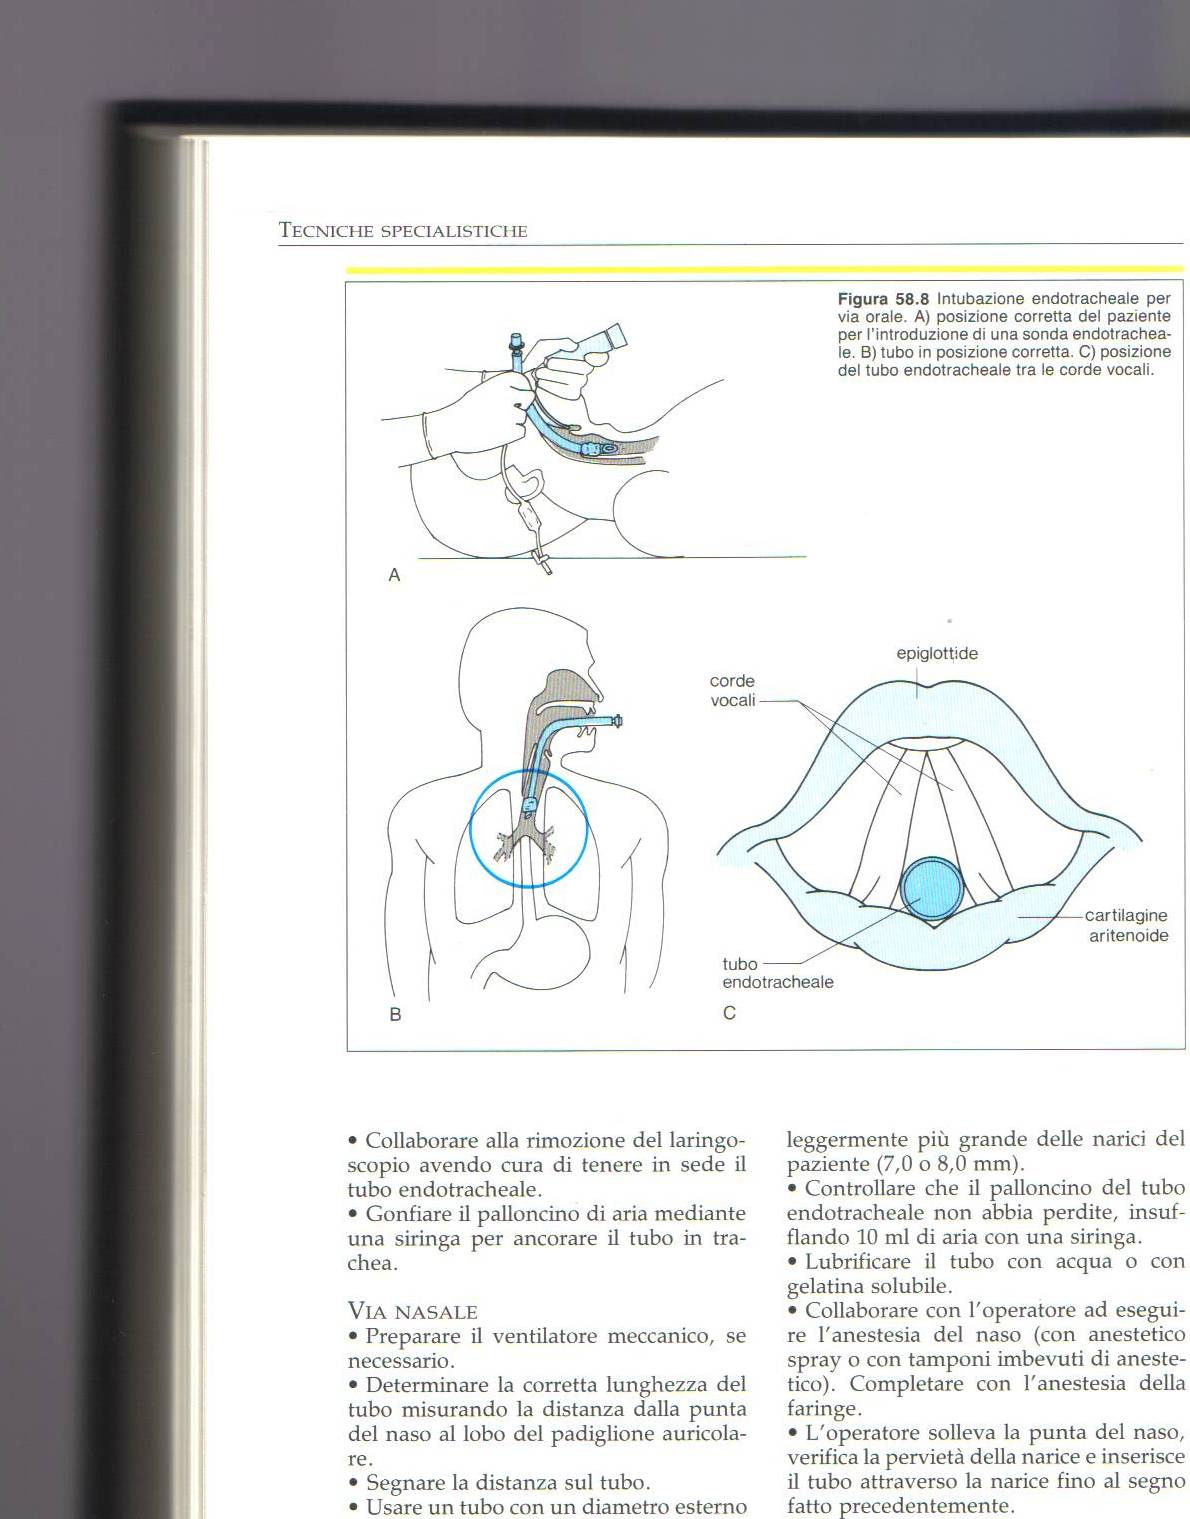 TECNICHE SPECIALISTICHE
Figura 58.8 Intubazione endotracheale per
via orale. A) posizione corretta del paziente
per l'introduzione di una sonda endotrachea-
le. B) tubo in posizione corretta. C) posizione
del tubo endotracheale tra le corde vocali.
A
epiglottide
corde
vocali
cartilagine
aritenoide
tubo
endotracheale
B
C
• Collaborare alla rimozione del laringo-
scopio avendo cura di tenere in sede il
tubo endotracheale.
• Gonfiare il palloncino di aria mediante
una siringa per ancorare il tubo in tra-
chea.
VIA NASALE
• Preparare il ventilatore meccanico, se
necessario.
• Determinare la corretta lunghezza del
tubo misurando la distanza dalla punta
del naso al lobo del padiglione auricola-
re.
• Segnare la distanza sul tubo.
• Usare un tubo con un diametro esterno
leggermente più grande delle narici del
paziente (7,0 o 8,0 mm).
• Controllare che il palloncino del tubo
endotracheale non abbia perdite, insuf-
flando 10 ml di aria con una siringa.
• Lubrificare il tubo con acqua o con
gelatina solubile.
• Collaborare con l'operatore ad esegui-
re l'anestesia del naso (con anestetico
spray o con tamponi imbevuti di aneste-
tico). Completare con l'anestesia della
faringe.
• L'operatore solleva la punta del naso,
verifica la pervietà della narice e inserisce
il tubo attraverso la narice fino al segno
fatto precedentemente.